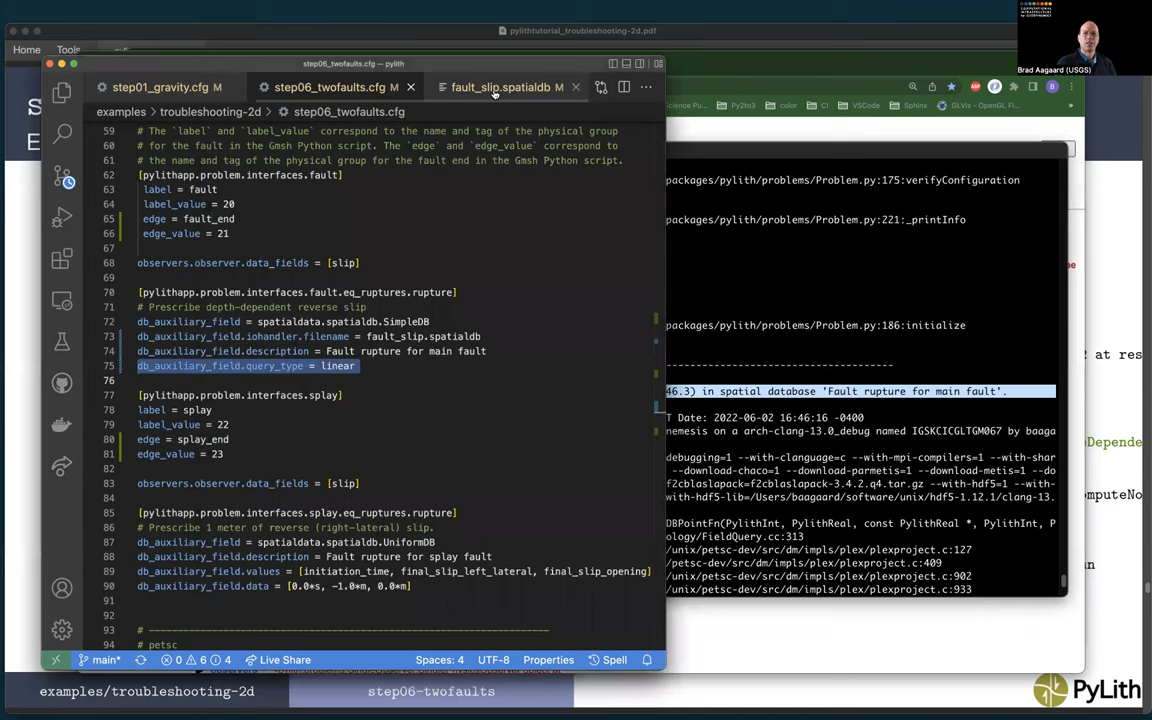 pylithtutorial_troubleshooting-2d.pdf
COMPUTATIONAL
INFRASTRUCTURE
for GEODYNAMICS
Brad Aagaard (USGS)
Home
Tools
step06_twofaults.cfg — pylith
step01_gravity.cfg M
step06_twofaults.cfg M
fault_slip.spatialdb M
examples > troubleshooting-2d > step06_twofaults.cfg
Py2to3
color
CI
VSCode
Sphinx
GLVis - OpenGL Fi...
59 # The `label` and `label_value` correspond to the name and tag of the physical group
60 # for the fault in the Gmsh Python script. The `edge` and `edge_value` correspond to
61 # the name and tag of the physical group for the fault end in the Gmsh Python script.
62 [pylithapp.problem.interfaces.fault]
63 label = fault
64 label_value = 20
65 edge = fault_end
66 edge_value = 21
67
68 observers.observer.data_fields = [slip]
69
70 [pylithapp.problem.interfaces.fault.eq_ruptures.rupture]
71 # Prescribe depth-dependent reverse slip
72 db_auxiliary_field = spatialdata.spatialdb.SimpleDB
73 db_auxiliary_field.iohandler.filename = fault_slip.spatialdb
74 db_auxiliary_field.description = Fault rupture for main fault
75 db_auxiliary_field.query_type = linear
76
77 [pylithapp.problem.interfaces.splay]
78 label = splay
79 label_value = 22
80 edge = splay_end
81 edge_value = 23
82
83 observers.observer.data_fields = [slip]
84
85 [pylithapp.problem.interfaces.splay.eq_ruptures.rupture]
86 # Prescribe 1 meter of reverse (right-lateral) slip.
87 db_auxiliary_field = spatialdata.spatialdb.UniformDB
88 db_auxiliary_field.description = Fault rupture for splay fault
89 db_auxiliary_field.values = [initiation_time, final_slip_left_lateral, final_slip_opening]
90 db_auxiliary_field.data = [0.0*s, -1.0*m, 0.0*m]
91
92
93 # ----------------------------------------------------------------------
94 # petsc
packages/pylith/problems/Problem.py:175:verifyConfiguration
packages/pylith/problems/Problem.py:221:_printInfo
packages/pylith/problems/Problem.py:186:initialize
46.3) in spatial database 'Fault rupture for main fault'.
T Date: 2022-06-02 16:46:16 -0400
nemesis on a arch-clang-13.0_debug named IGSKCICGLTGM067 by baaga
debugging=1 --with-clanguage=c --with-mpi-compilers=1 --with-shar
--download-chaco=1 --download-parmetis=1 --download-metis=1 --do
f2cblaslapack=f2cblaslapack-3.4.2.q4.tar.gz --with-hdf5=1 --
with-hdf5-lib=/Users/baagaard/software/unix/hdf5-1.12.1/clang-13.
DBPointFn(PylithInt, PylithReal, const PylithReal *, PylithInt, P
ology/FieldQuery.cc:313
/unix/petsc-dev/src/dm/impls/plex/plexproject.c:127
/unix/petsc-dev/src/dm/impls/plex/plexproject.c:409
/unix/petsc-dev/src/dm/impls/plex/plexproject.c:902
/unix/petsc-dev/src/dm/impls/plex/plexproject.c:933
2 at res
Depende
omputeNo
main* 0 6 4 Live Share Spaces: 4 UTF-8 Properties Spell
examples/troubleshooting-2d
step06-twofaults
PyLith